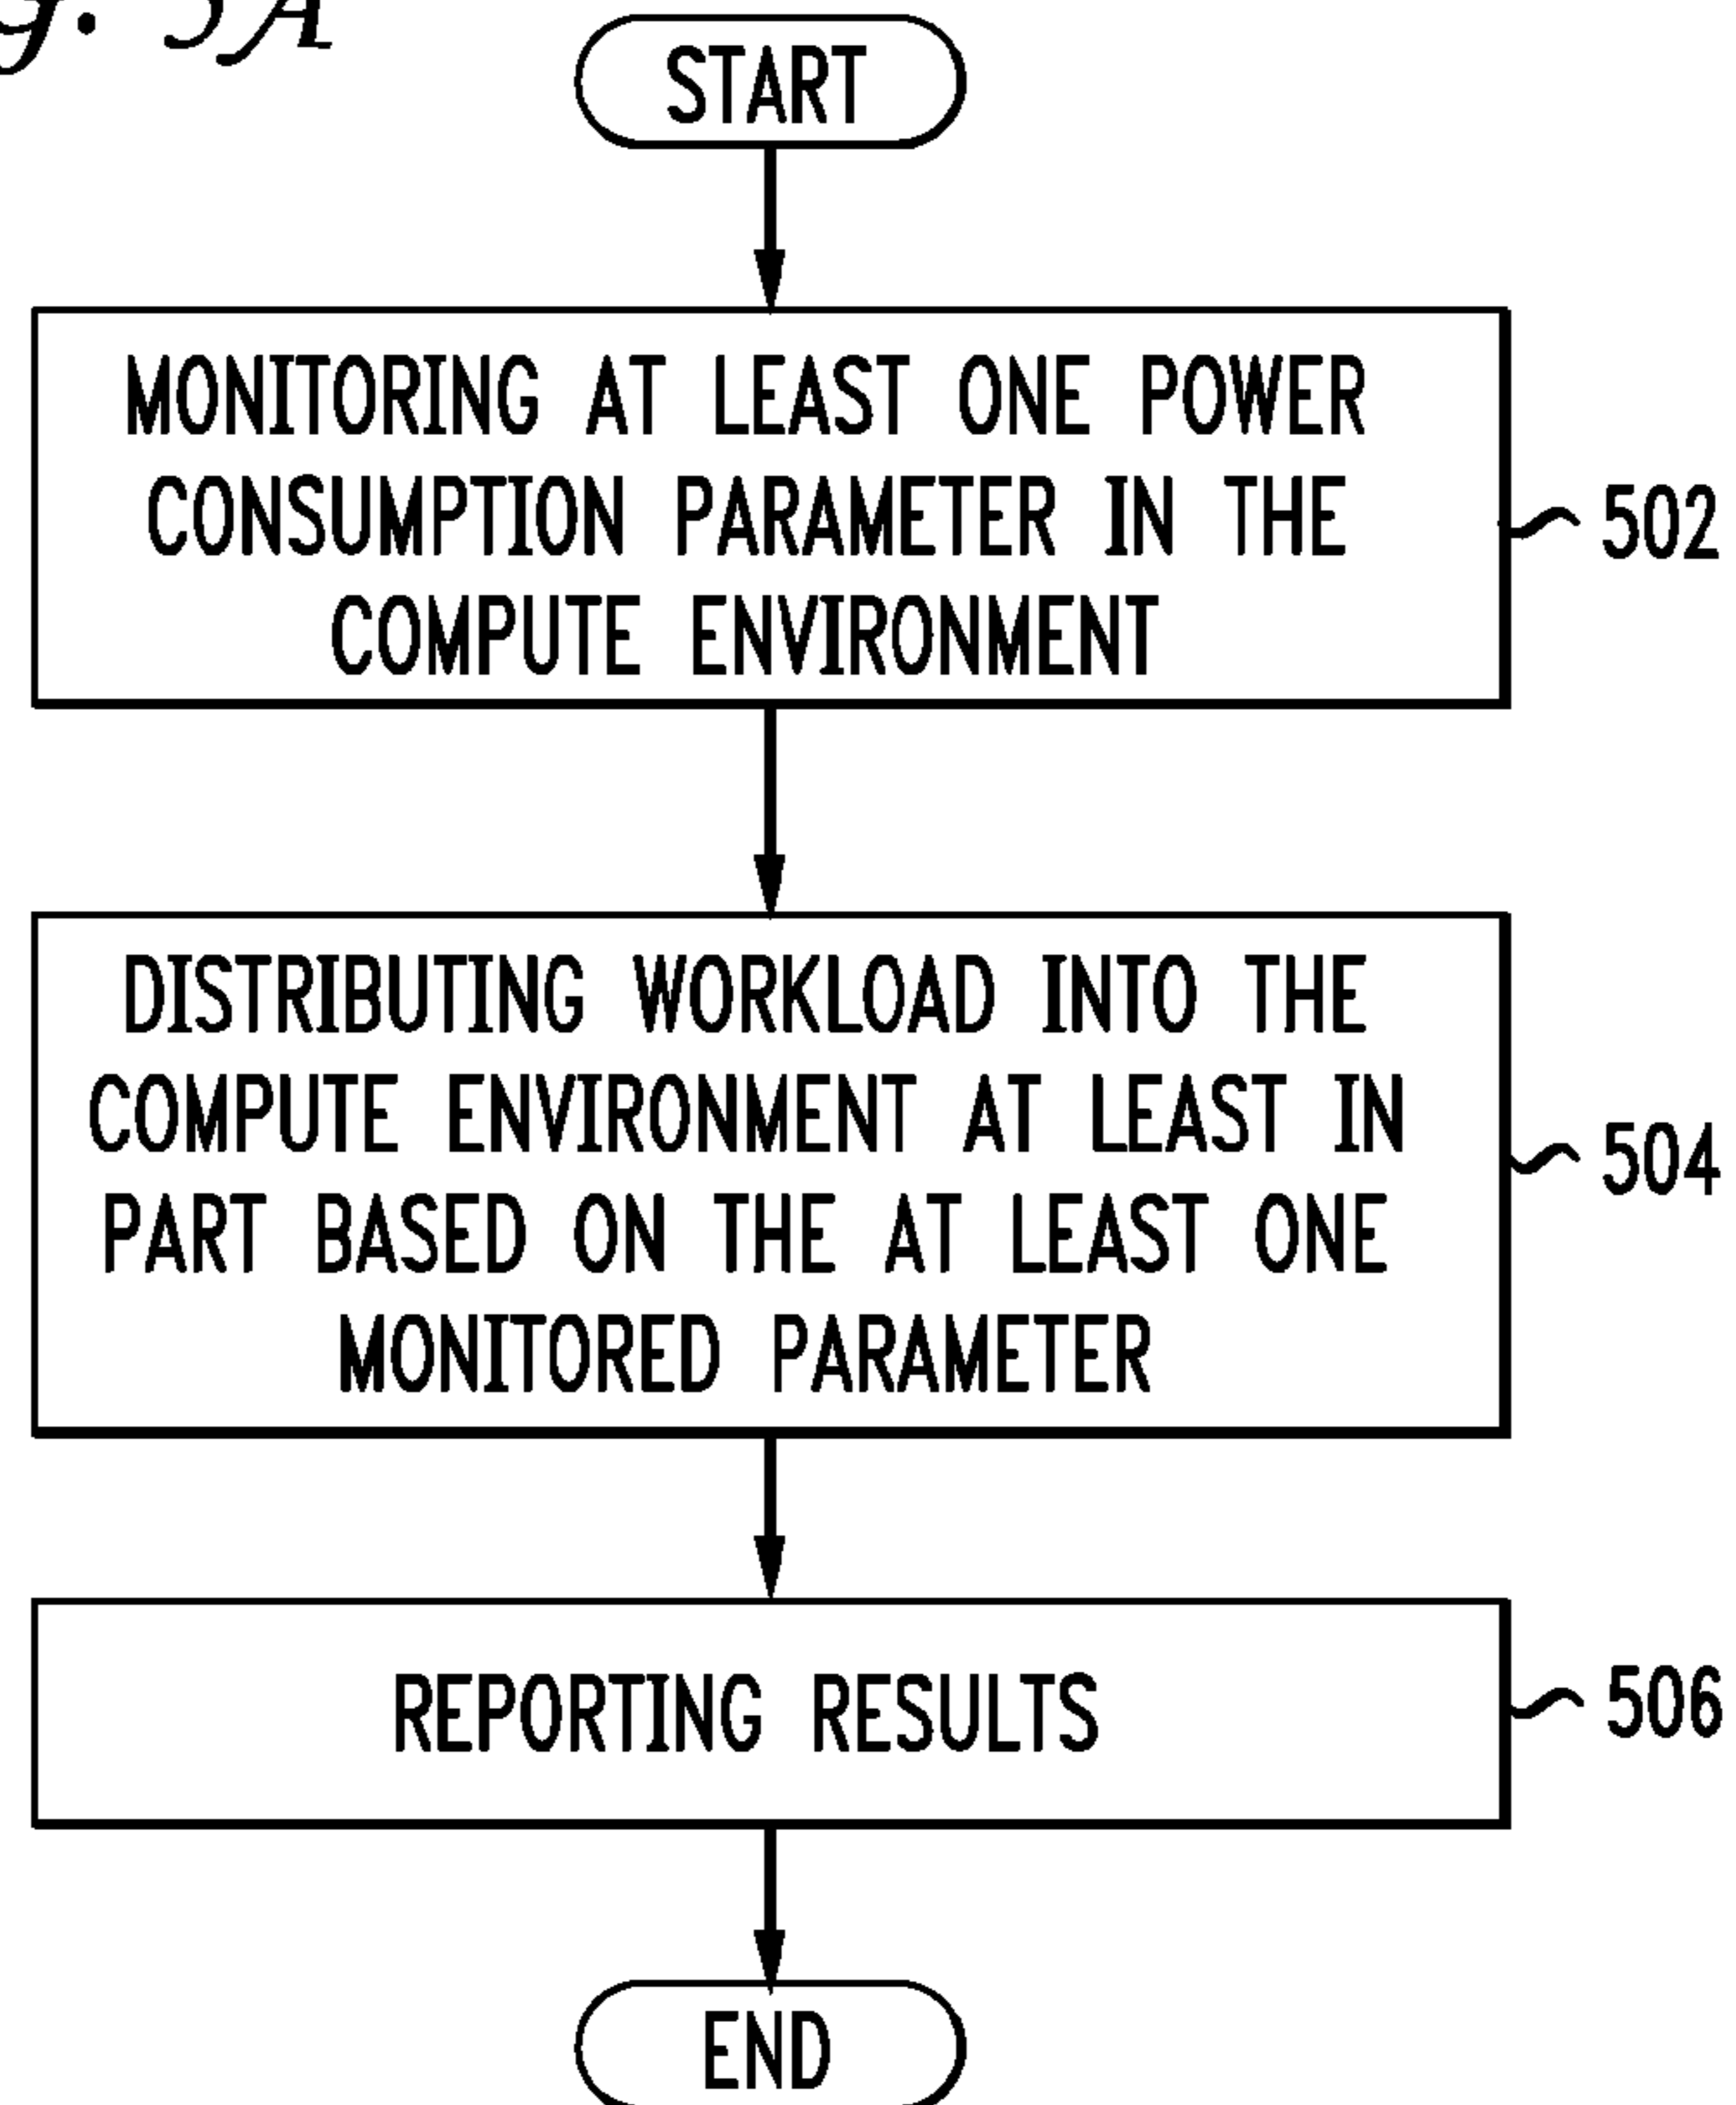 5A
START
MONITORING AT LEAST ONE POWER
CONSUMPTION PARAMETER IN THE
COMPUTE ENVIRONMENT
502
DISTRIBUTING WORKLOAD INTO THE
COMPUTE ENVIRONMENT AT LEAST IN
PART BASED ON THE AT LEAST ONE
MONITORED PARAMETER
504
REPORTING RESULTS
506
END